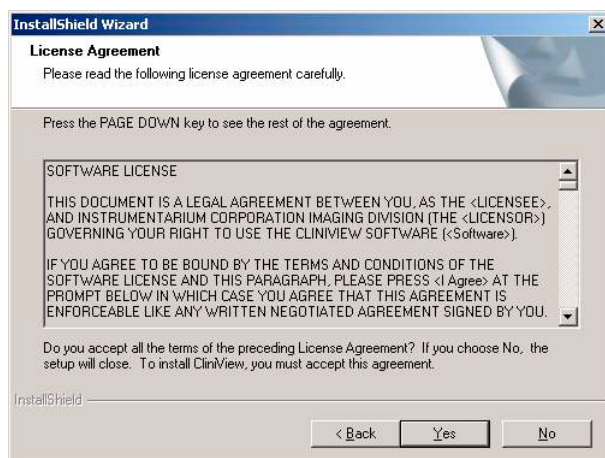 InstallShield Wizard
License Agreement
Please read the following license agreement carefully.
Press the PAGE DOWN key to see the rest of the agreement.
SOFTWARE LICENSE
THIS DOCUMENT IS A LEGAL AGREEMENT BETWEEN YOU, AS THE <LICENSEE>,
AND INSTRUMENTARIUM CORPORATION IMAGING DIVISION (THE <LICENSOR>)
GOVERNING YOUR RIGHT TO USE THE CLINIVIEW SOFTWARE (<Software>).
IF YOU AGREE TO BE BOUND BY THE TERMS AND CONDITIONS OF THE
SOFTWARE LICENSE AND THIS PARAGRAPH, PLEASE PRESS <I Agree> AT THE
PROMPT BELOW IN WHICH CASE YOU AGREE THAT THIS AGREEMENT IS
ENFORCEABLE LIKE ANY WRITTEN NEGOTIATED AGREEMENT SIGNED BY YOU.
Do you accept all the terms of the preceding License Agreement? If you choose No, the
setup will close. To install CliniView, you must accept this agreement.
InstallShield
< Back Yes No